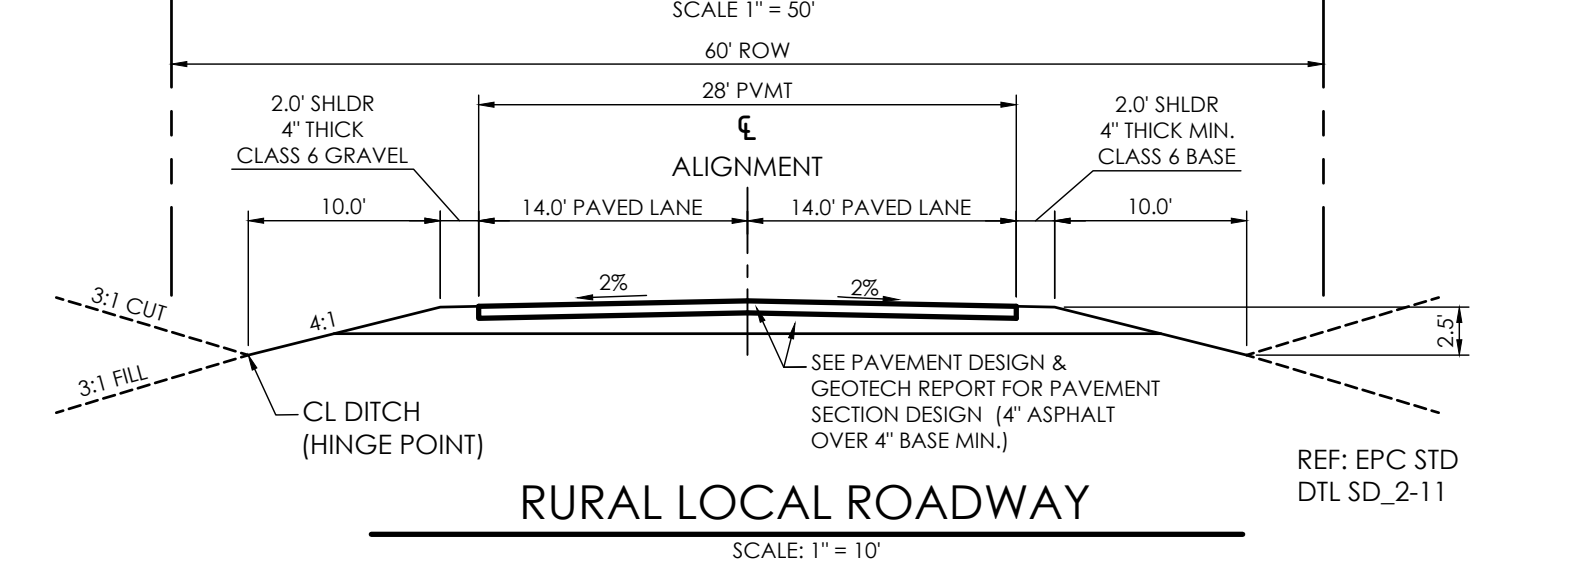 SCALE 1" = 50'
60' ROW
28' PVMT
2.0' SHLDR
4" THICK
CLASS 6 GRAVEL
℄
ALIGNMENT
2.0' SHLDR
4" THICK MIN.
CLASS 6 BASE
10.0'
14.0' PAVED LANE
14.0' PAVED LANE
10.0'
2%
2%
3:1 CUT
4:1
2.5'
3:1 FILL
SEE PAVEMENT DESIGN &
GEOTECH REPORT FOR PAVEMENT
SECTION DESIGN (4" ASPHALT
OVER 4" BASE MIN.)
CL DITCH
(HINGE POINT)
REF: EPC STD
DTL SD_2-11
RURAL LOCAL ROADWAY
SCALE: 1" = 10'